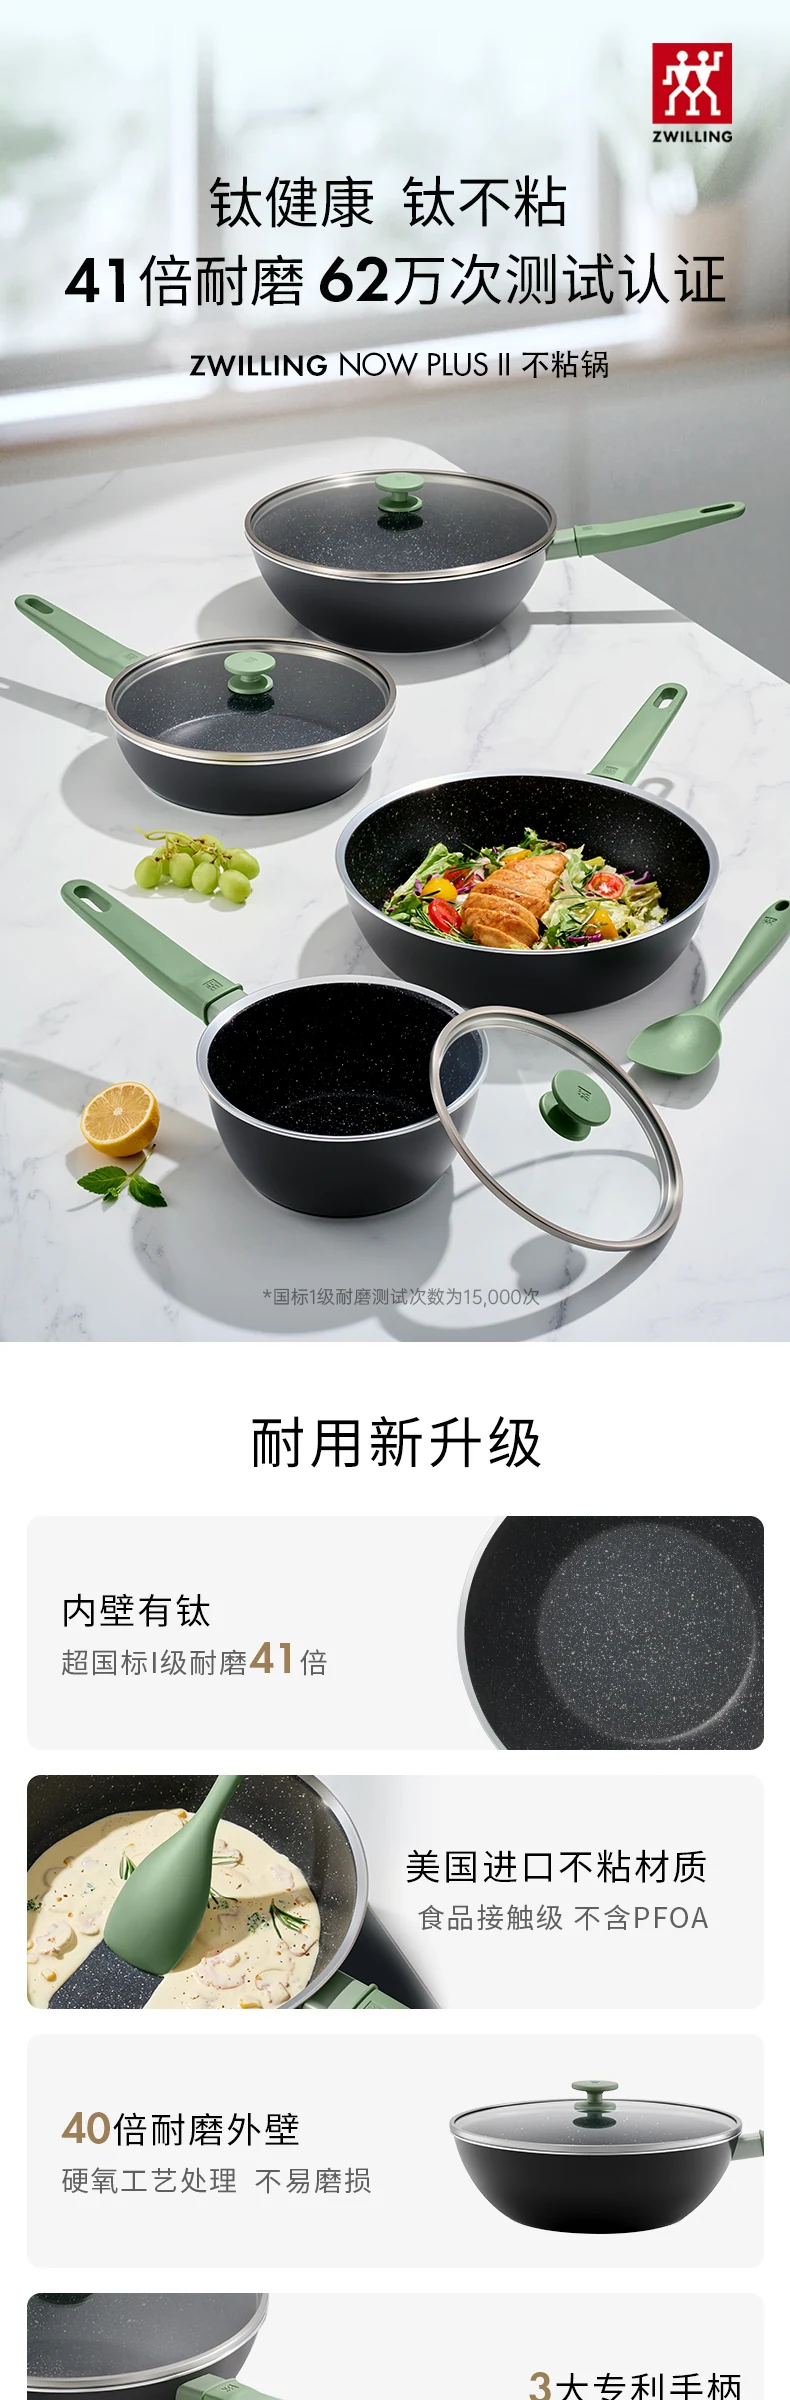 ZWILLING
钛健康 钛不粘
41倍耐磨 62万次测试认证
ZWILLING NOW PLUS II 不粘锅
*国标1级耐磨测试次数为15,000次
耐用新升级
内壁有钛
超国标I级耐磨41倍
美国进口不粘材质
食品接触级 不含PFOA
40倍耐磨外壁
硬氧工艺处理 不易磨损
3大专利手柄